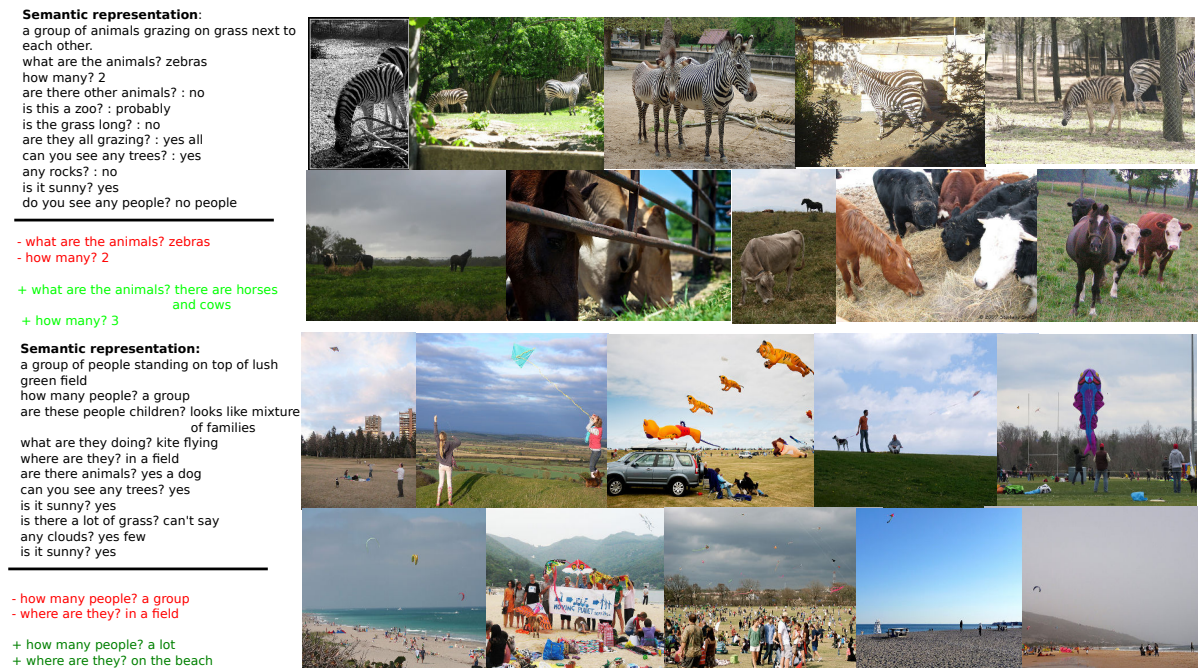 Semantic representation:
a group of animals grazing on grass next to
each other.
what are the animals? zebras
how many? 2
are there other animals? : no
is this a zoo? : probably
is the grass long? : no
are they all grazing? : yes all
can you see any trees? : yes
any rocks? : no
is it sunny? yes
do you see any people? no people
- what are the animals? zebras
- how many? 2
+ what are the animals? there are horses
and cows
+ how many? 3
Semantic representation:
a group of people standing on top of lush
green field
how many people? a group
are these people children? looks like mixture
of families
what are they doing? kite flying
where are they? in a field
are there animals? yes a dog
can you see any trees? yes
is it sunny? yes
is there a lot of grass? can't say
any clouds? yes few
is it sunny? yes
- how many people? a group
- where are they? in a field
+ how many people? a lot
+ where are they? on the beach
MOVING PLANET